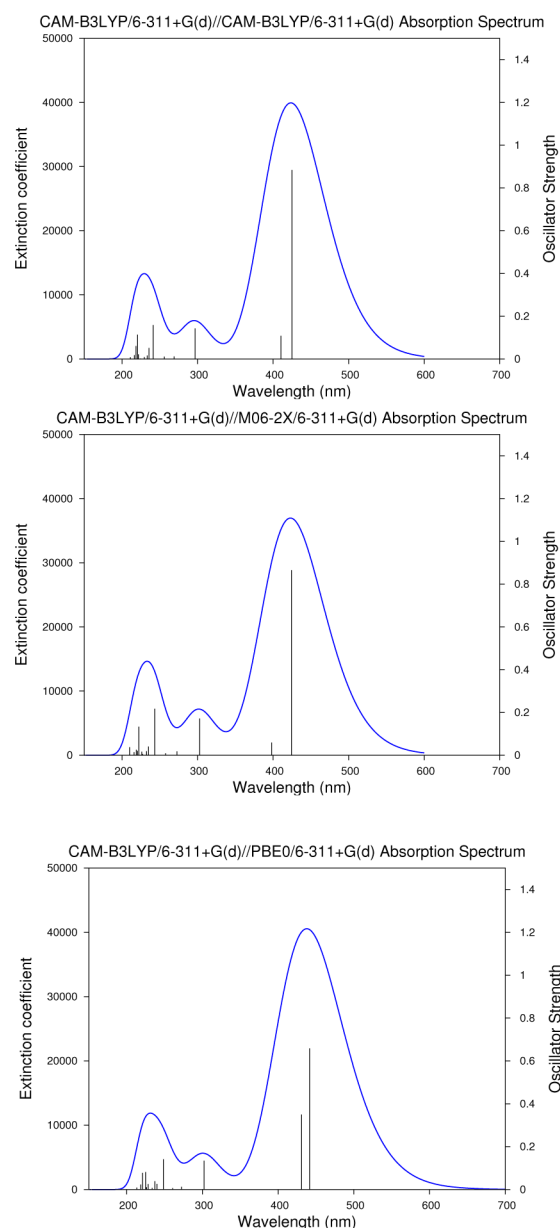 CAM-B3LYP/6-311+G(d)//CAM-B3LYP/6-311+G(d) Absorption Spectrum
50000
40000
30000
20000
10000
0
1.4
1.2
1
0.8
0.6
0.4
0.2
0
Extinction coefficient
Oscillator Strength
200 300 400 500 600 700
Wavelength (nm)
CAM-B3LYP/6-311+G(d)//M06-2X/6-311+G(d) Absorption Spectrum
50000
40000
30000
20000
10000
0
1.4
1.2
1
0.8
0.6
0.4
0.2
0
Extinction coefficient
Oscillator Strength
200 300 400 500 600 700
Wavelength (nm)
CAM-B3LYP/6-311+G(d)//PBE0/6-311+G(d) Absorption Spectrum
50000
40000
30000
20000
10000
0
1.4
1.2
1
0.8
0.6
0.4
0.2
0
Extinction coefficient
Oscillator Strength
200 300 400 500 600 700
Wavelength (nm)